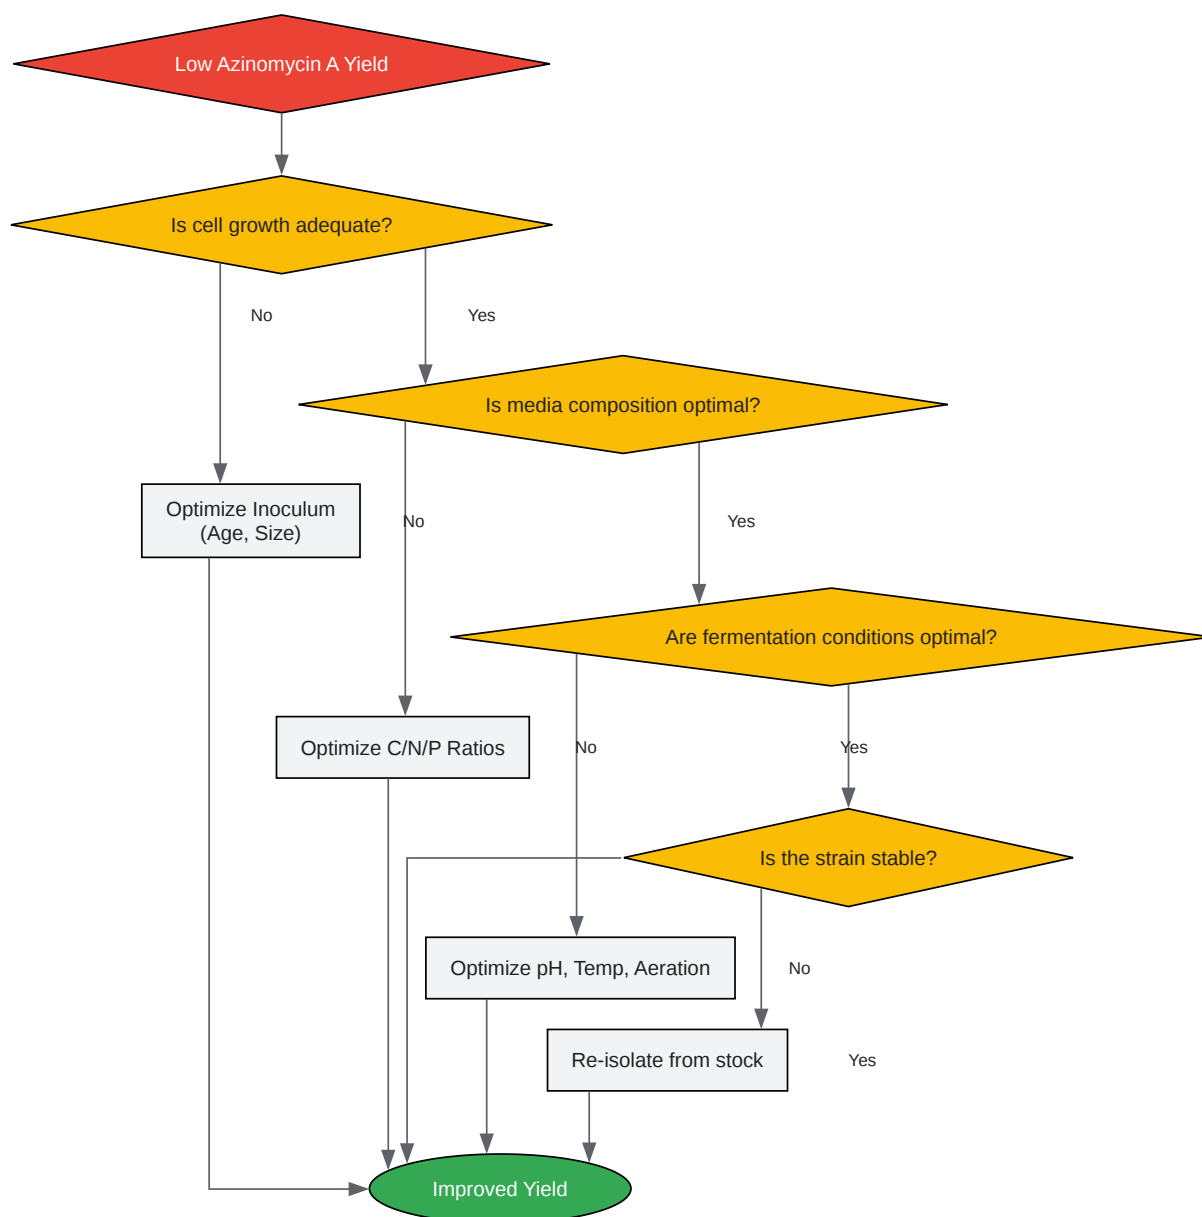 Low Azinomycin A Yield
Is cell growth adequate?
No
Yes
Is media composition optimal?
Optimize Inoculum
(Age, Size)
No
Yes
Are fermentation conditions optimal?
Optimize C/N/P Ratios
No
Yes
Is the strain stable?
Optimize pH, Temp, Aeration
No
Re-isolate from stock
Yes
Improved Yield